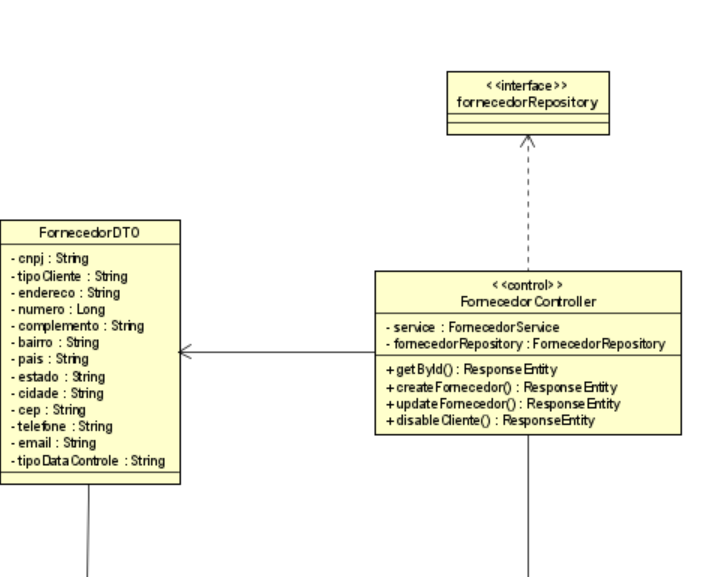 <<interface>>
fornecedorRepository
FornecedorDTO
- cnpj : String
- tipoCliente : String
- endereco : String
- numero : Long
- complemento : String
- bairro : String
- pais : String
- estado : String
- cidade : String
- cep : String
- telefone : String
- email : String
- tipoDataControle : String
<<control>>
FornecedorController
- service : FornecedorService
- fornecedorRepository : FornecedorRepository
+ getById() : ResponseEntity
+ createFornecedor() : ResponseEntity
+ updateFornecedor() : ResponseEntity
+ disableCliente() : ResponseEntity